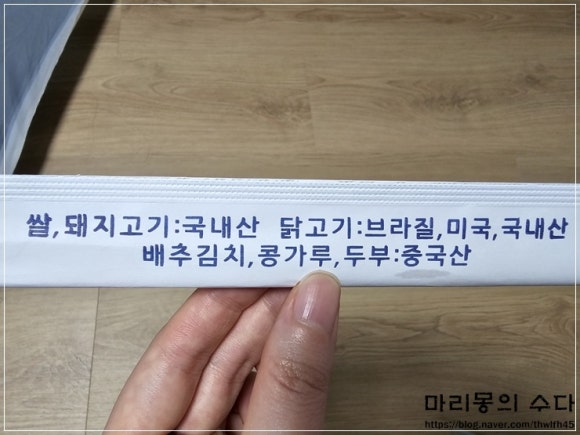 쌀,돼지고기:국내산 닭고기:브라질,미국,국내산
배추김치,콩가루,두부:중국산
마리몽의 수다
https://blog.naver.com/thwlfh45